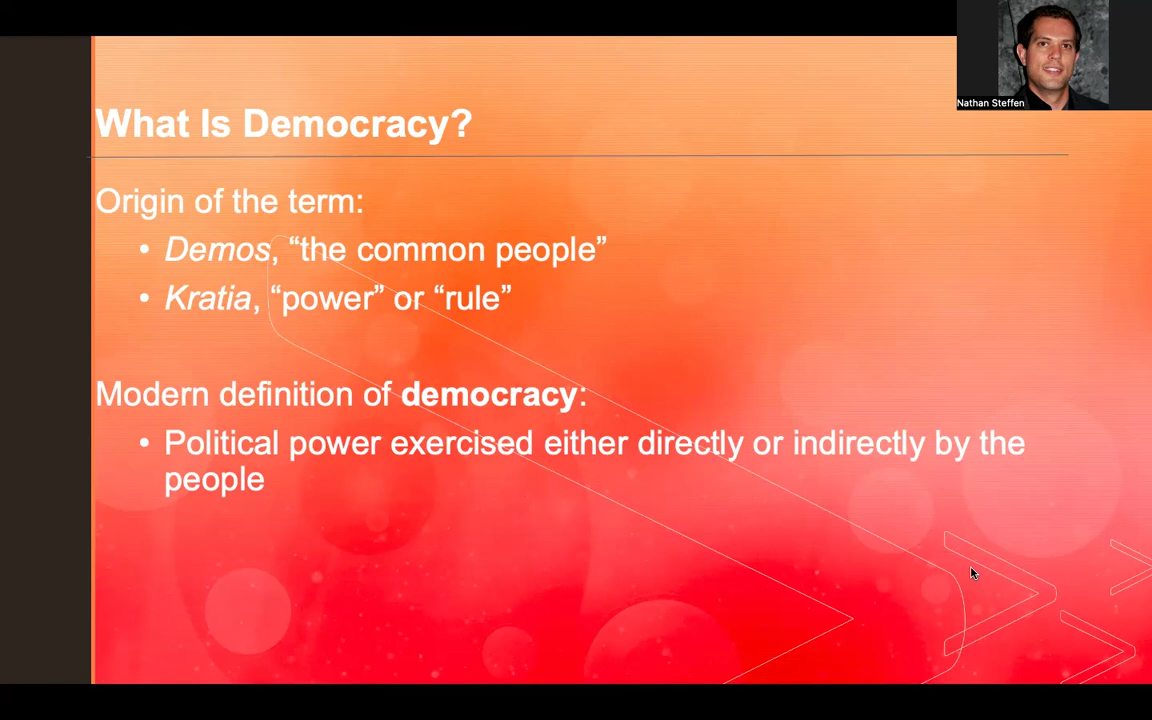 Nathan Steffen
What Is Democracy?
Origin of the term:
• Demos, “the common people”
• Kratia, “power” or “rule”
Modern definition of democracy:
• Political power exercised either directly or indirectly by the
people